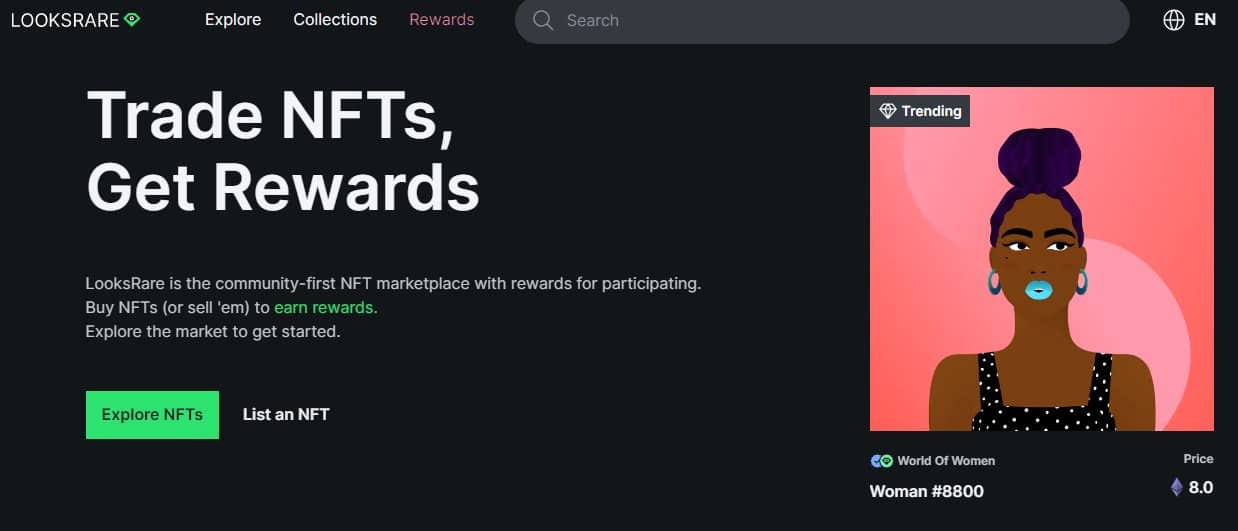 LOOKSRARE
Explore
Collections
Rewards
Search
EN
Trade NFTs,
Get Rewards
LooksRare is the community-first NFT marketplace with rewards for participating.
Buy NFTs (or sell 'em) to earn rewards.
Explore the market to get started.
Explore NFTs
List an NFT
Trending
World Of Women
Price
Woman #8800
8.0